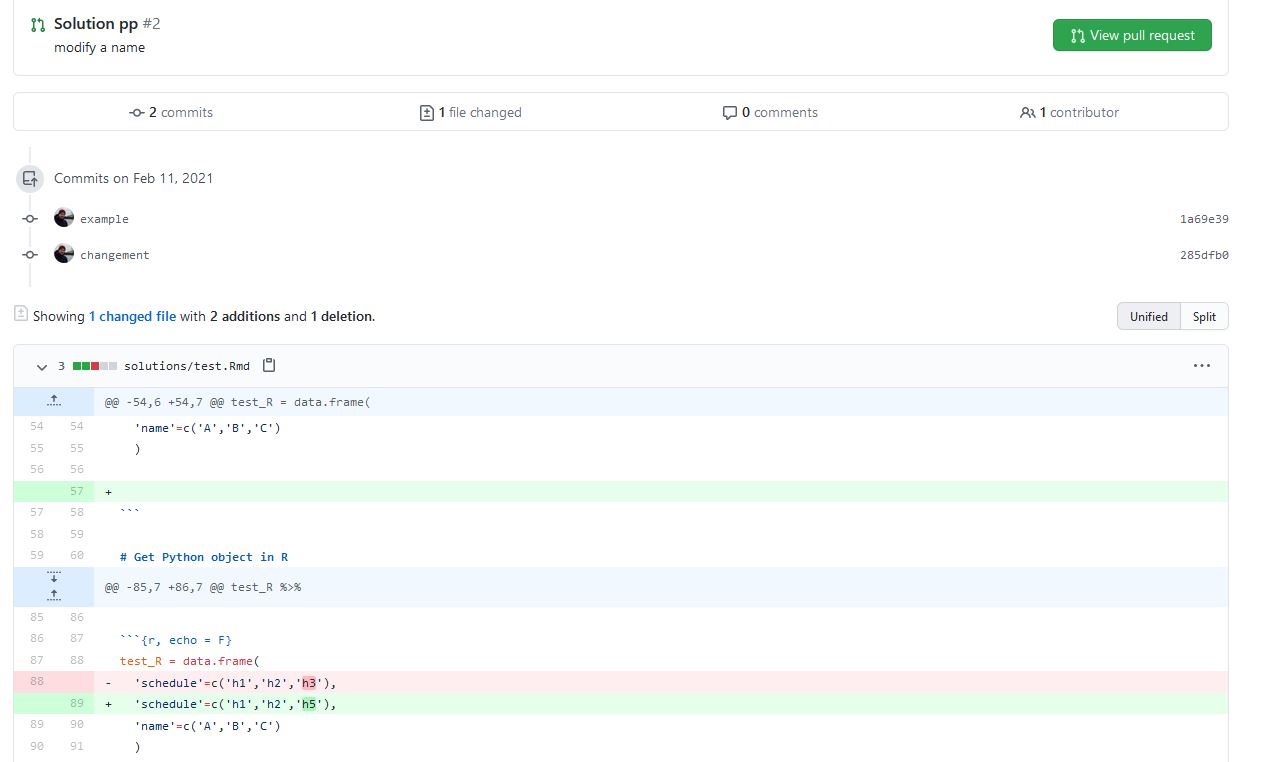 Solution pp #2
modify a name
View pull request
2 commits 1 file changed 0 comments 1 contributor
Commits on Feb 11, 2021
example 1a69e39
changement 285dfb0
Showing 1 changed file with 2 additions and 1 deletion.
Unified Split
3 solutions/test.Rmd
@@ -54,6 +54,7 @@ test_R = data.frame(
54 54 'name'=c('A','B','C')
55 55 )
56 56
57 +
57 58 ```
58 59
59 60 # Get Python object in R
@@ -85,7 +86,7 @@ test_R %>%
85 86
86 87 ```{r, echo = F}
87 88 test_R = data.frame(
88 - 'schedule'=c('h1','h2','h3'),
89 + 'schedule'=c('h1','h2','h5'),
89 90 'name'=c('A','B','C')
90 91 )